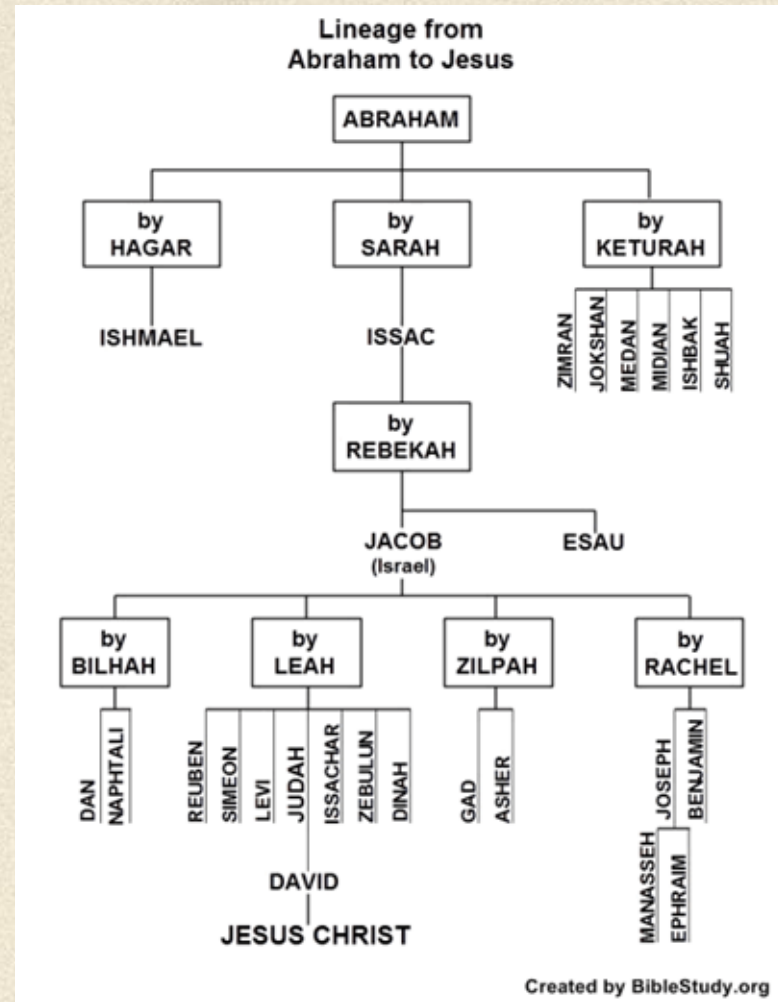 Lineage from
Abraham to Jesus
ABRAHAM
by
HAGAR
by
SARAH
by
KETURAH
ISHMAEL
ISSAC
ZIMRAN
JOKSHAN
MEDAN
MIDIAN
ISHBAK
SHUAH
by
REBEKAH
JACOB
(Israel)
ESAU
by
BILHAH
by
LEAH
by
ZILPAH
by
RACHEL
DAN
NAPHTALI
REUBEN
SIMEON
LEVI
JUDAH
ISSACHAR
ZEBULUN
DINAH
GAD
ASHER
JOSEPH
BENJAMIN
MANASSEH
EPHRAIM
DAVID
JESUS CHRIST
Created by BibleStudy.org